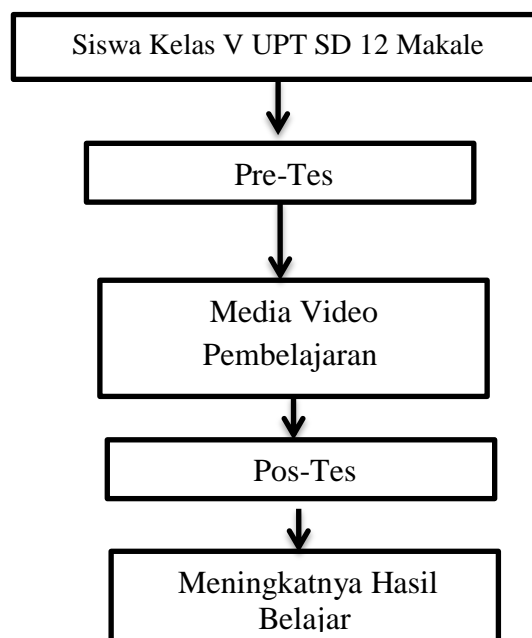 Siswa Kelas V UPT SD 12 Makale
Pre-Tes
Media Video
Pembelajaran
Pos-Tes
Meningkatnya Hasil
Belajar